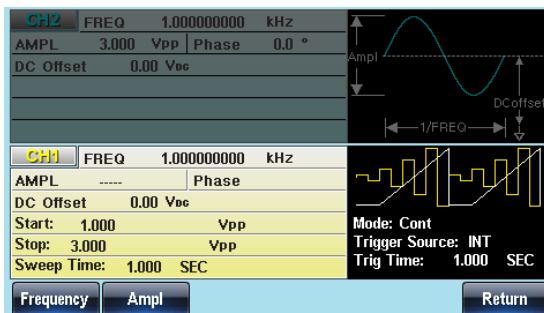 CH2 FREQ 1.000000000 kHz
AMPL 3.000 Vpp Phase 0.0 °
DC Offset 0.00 VDC
Ampl
DCoffset
1/FREQ
CH1 FREQ 1.000000000 kHz
AMPL ----- Phase
DC Offset 0.00 VDC
Start: 1.000 Vpp
Stop: 3.000 Vpp
Sweep Time: 1.000 SEC
Mode: Cont
Trigger Source: INT
Trig Time: 1.000 SEC
Frequency Ampl Return